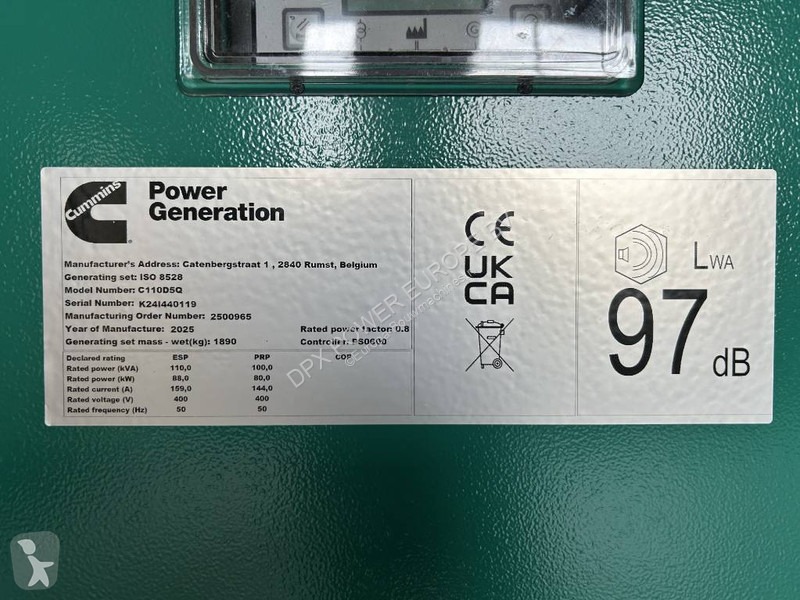 Cummins
Power
Generation
Manufacturer's Address: Catenbergstraat 1 , 2840 Rumst, Belgium
Generating set: ISO 8528
Model Number: C110D5Q
Serial Number: K24I440119
Manufacturing Order Number: 2500965
Year of Manufacture: 2025 Rated power factor: 0.8
Generating set mass - wet(kg): 1890 Controller: PS0600
Declared rating ESP PRP COP
Rated power (kVA) 110,0 100,0
Rated power (kW) 88,0 80,0
Rated current (A) 159,0 144,0
Rated voltage (V) 400 400
Rated frequency (Hz) 50 50
CE
UK
CA
LWA
97 dB
DPX POWER EUROPE